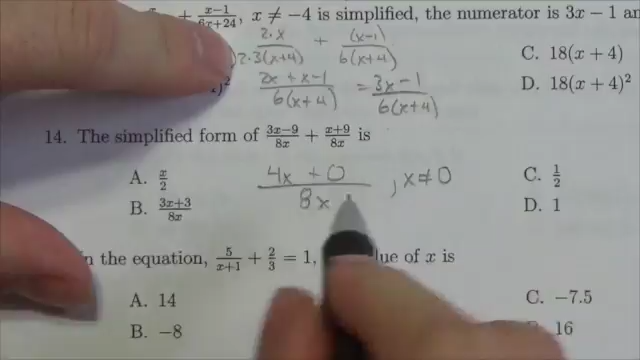 + x-1/6x+24, x ≠ -4 is simplified, the numerator is 3x - 1 an
2·x/2·3(x+4) + (x-1)/6(x+4)
C. 18(x + 4)
2x + x-1/6(x+4) = 3x-1/6(x+4)
D. 18(x + 4)²
14. The simplified form of 3x-9/8x + x+9/8x is
A. x/2
4x + 0/8x , x≠0
C. 1/2
B. 3x+3/8x
D. 1
n the equation, 5/x+1 + 2/3 = 1, lue of x is
A. 14
C. -7.5
B. -8
16